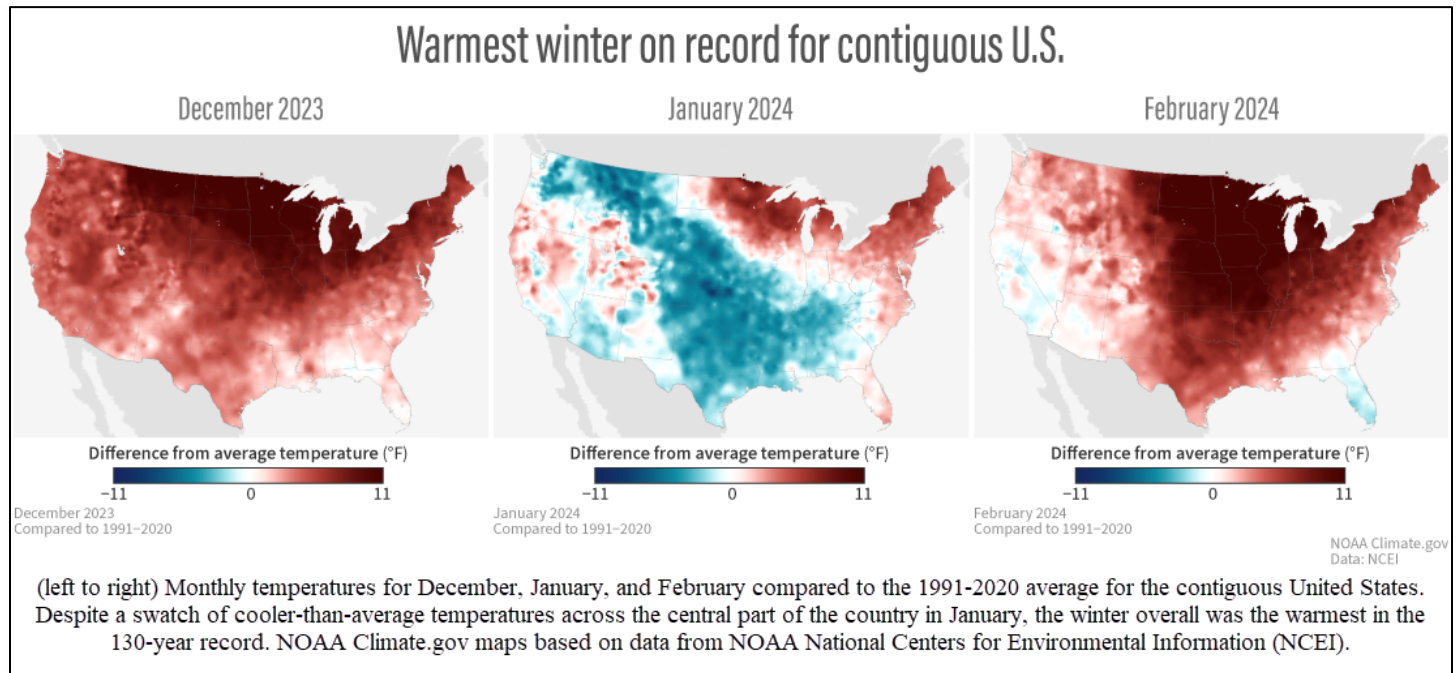 Warmest winter on record for contiguous U.S.
December 2023
January 2024
February 2024
Difference from average temperature (°F)
−11 0 11
December 2023
Compared to 1991–2020
Difference from average temperature (°F)
−11 0 11
January 2024
Compared to 1991–2020
Difference from average temperature (°F)
−11 0 11
February 2024
Compared to 1991–2020
NOAA Climate.gov
Data: NCEI
(left to right) Monthly temperatures for December, January, and February compared to the 1991-2020 average for the contiguous United States.
Despite a swatch of cooler-than-average temperatures across the central part of the country in January, the winter overall was the warmest in the
130-year record. NOAA Climate.gov maps based on data from NOAA National Centers for Environmental Information (NCEI).